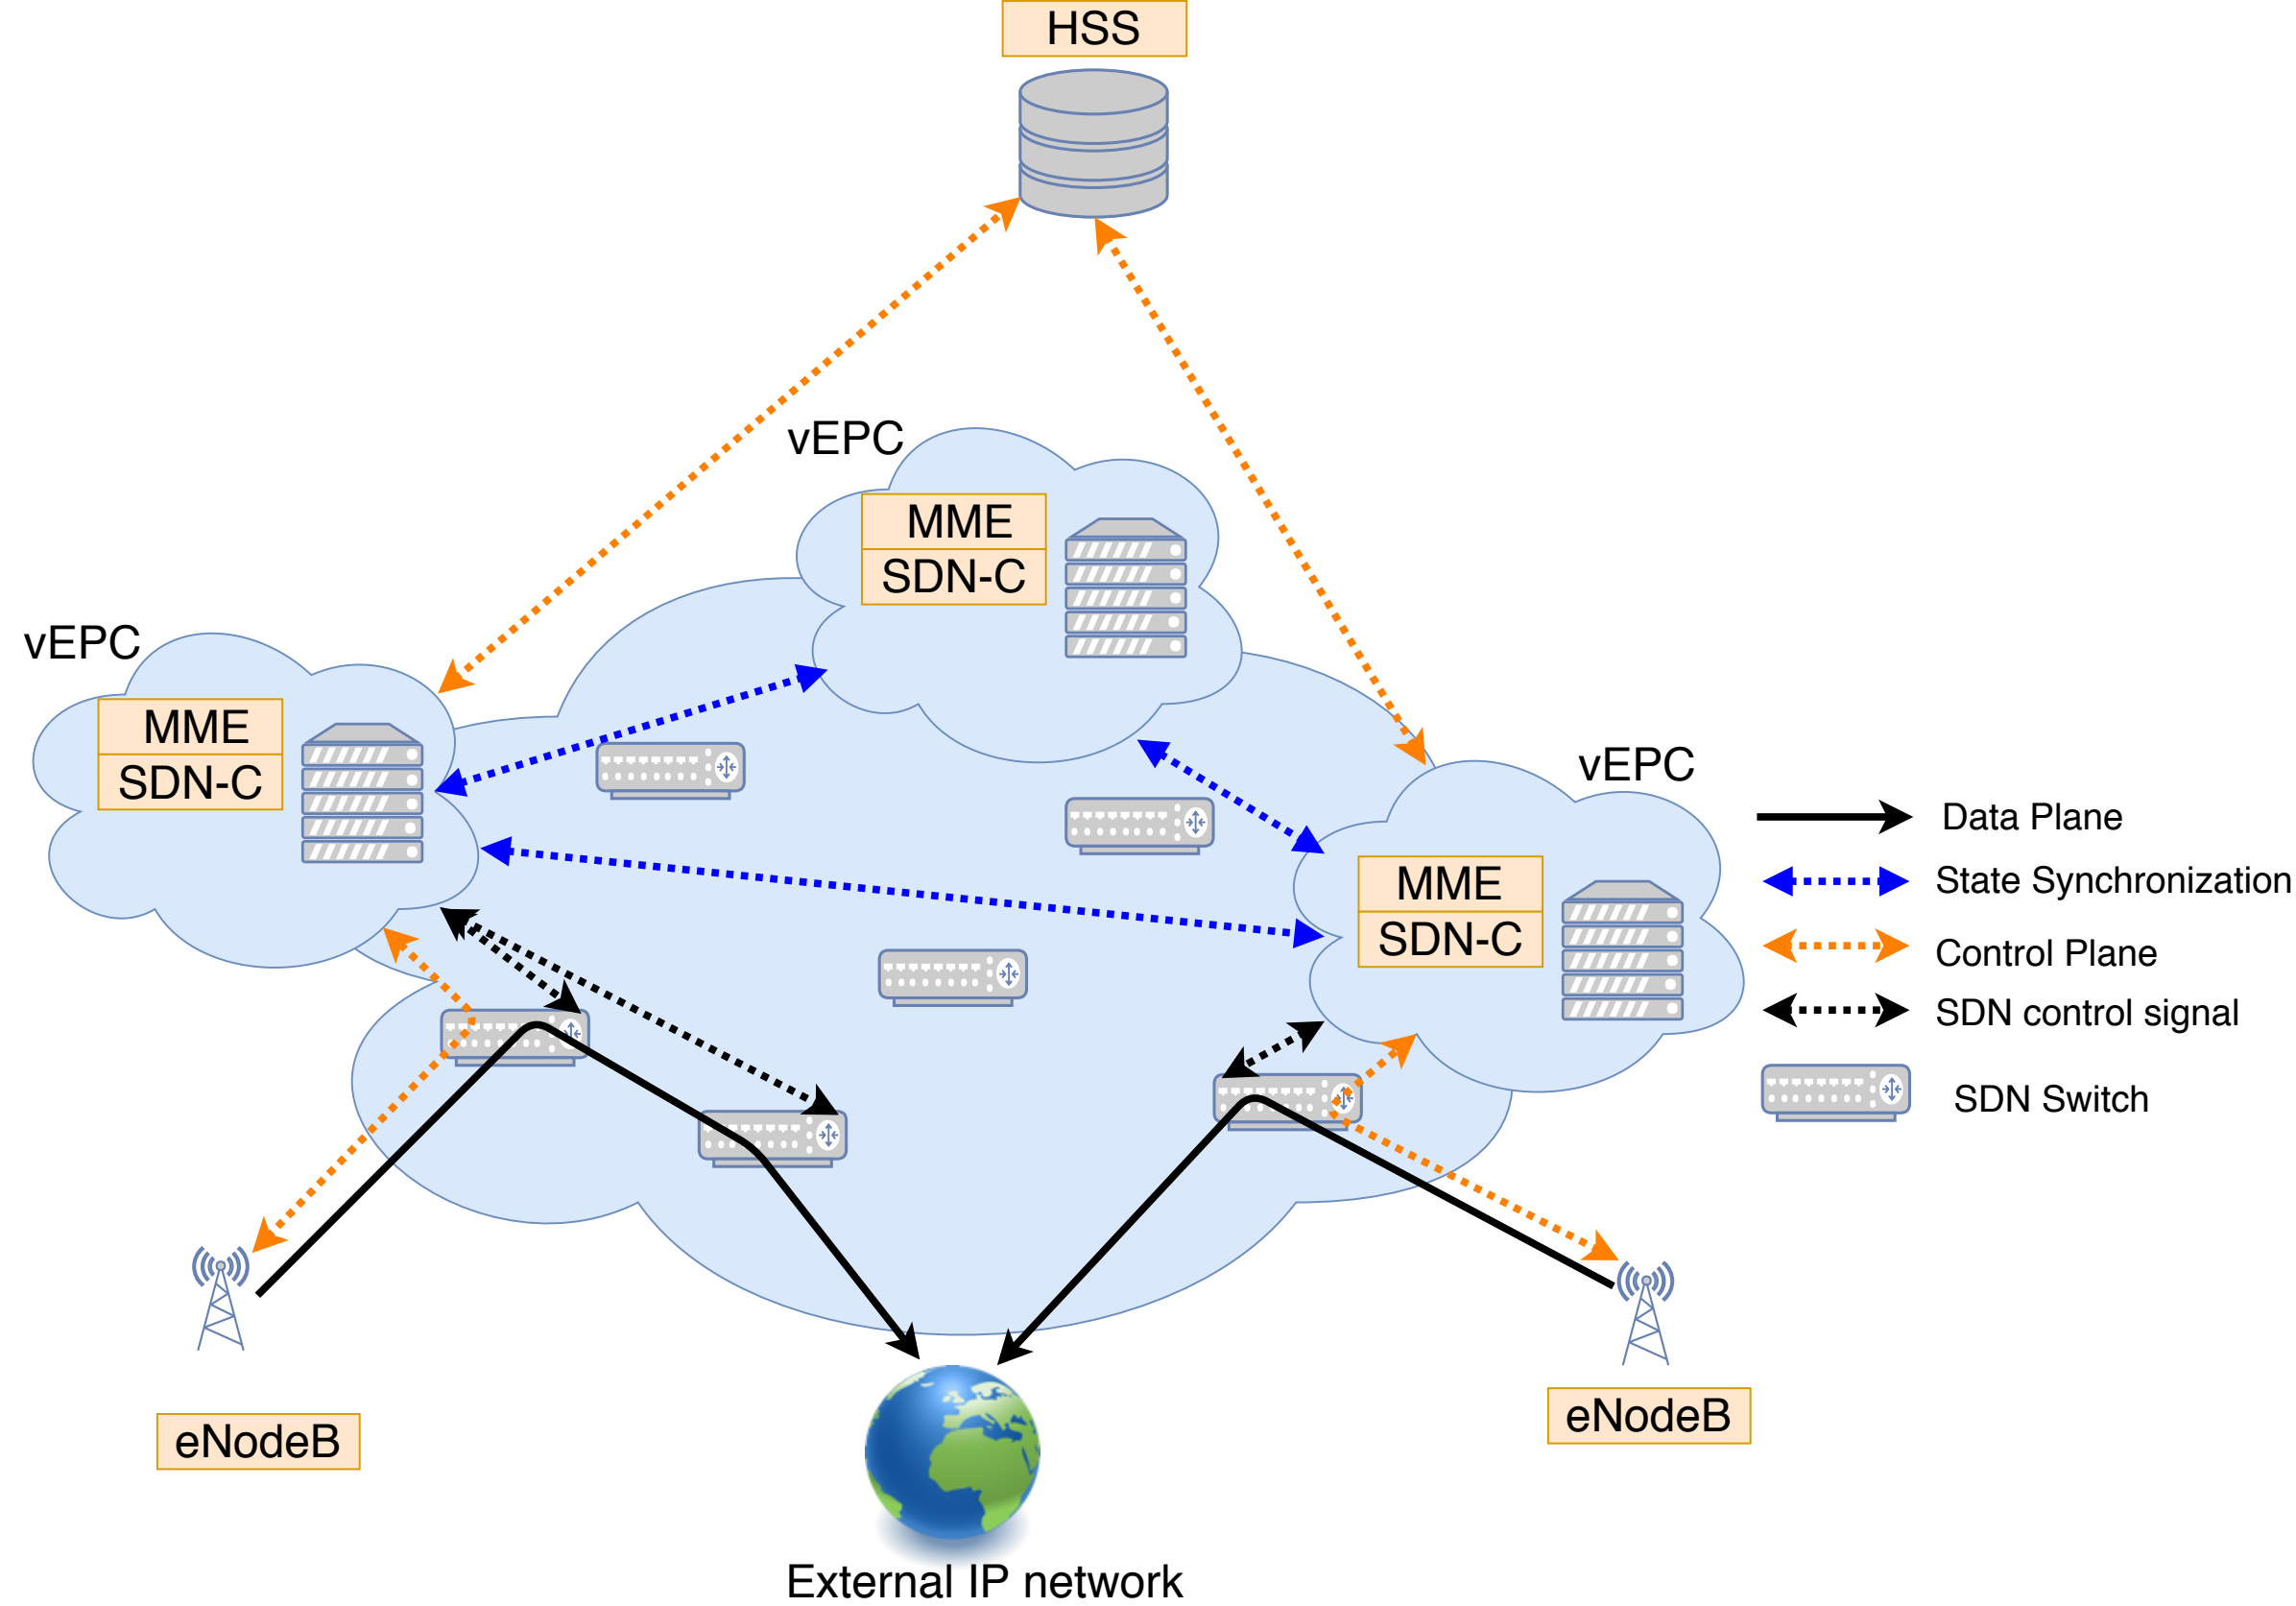 HSS
vEPC
MME
SDN-C
vEPC
MME
SDN-C
vEPC
MME
SDN-C
Data Plane
State Synchronization
Control Plane
SDN control signal
SDN Switch
eNodeB
eNodeB
External IP network